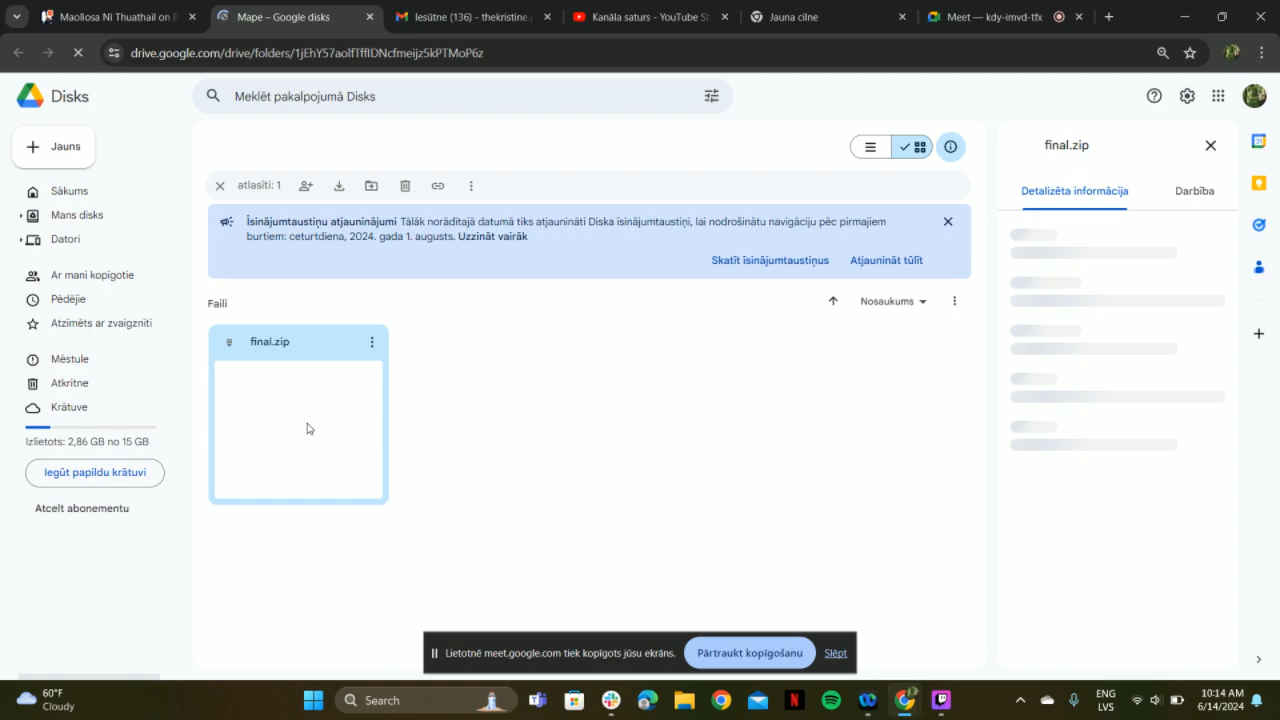 Maoliosa Ní Thuathail on B
Mape – Google disks
Iesūtne (136) - thekristine.
Kanāla saturs - YouTube St
Jauna cilne
Meet — kdy-imvd-tfx
drive.google.com/drive/folders/1jEhY57aolfTfflDNcfmeijz5kPTMoP6z
Disks
Meklēt pakalpojumā Disks
Jauns
Sākums
Mans disks
Datori
Ar mani kopīgotie
Pēdējie
Atzīmēts ar zvaigznīti
Mēstule
Atkritne
Krātuve
Izlietots: 2,86 GB no 15 GB
Iegūt papildu krātuvi
Atcelt abonementu
atlasīti: 1
Īsinājumtaustiņu atjauninājumi Tālāk norādītajā datumā tiks atjaunināti Diska īsinājumtaustiņi, lai nodrošinātu navigāciju pēc pirmajiem
burtiem: ceturtdiena, 2024. gada 1. augusts. Uzzināt vairāk
Skatīt īsinājumtaustiņus
Atjaunināt tūlīt
Faili
Nosaukums
final.zip
final.zip
Detalizēta informācija
Darbība
Lietotnē meet.google.com tiek kopīgots jūsu ekrāns.
Pārtraukt kopīgošanu
Slēpt
60°F
Cloudy
Search
ENG
LVS
10:14 AM
6/14/2024